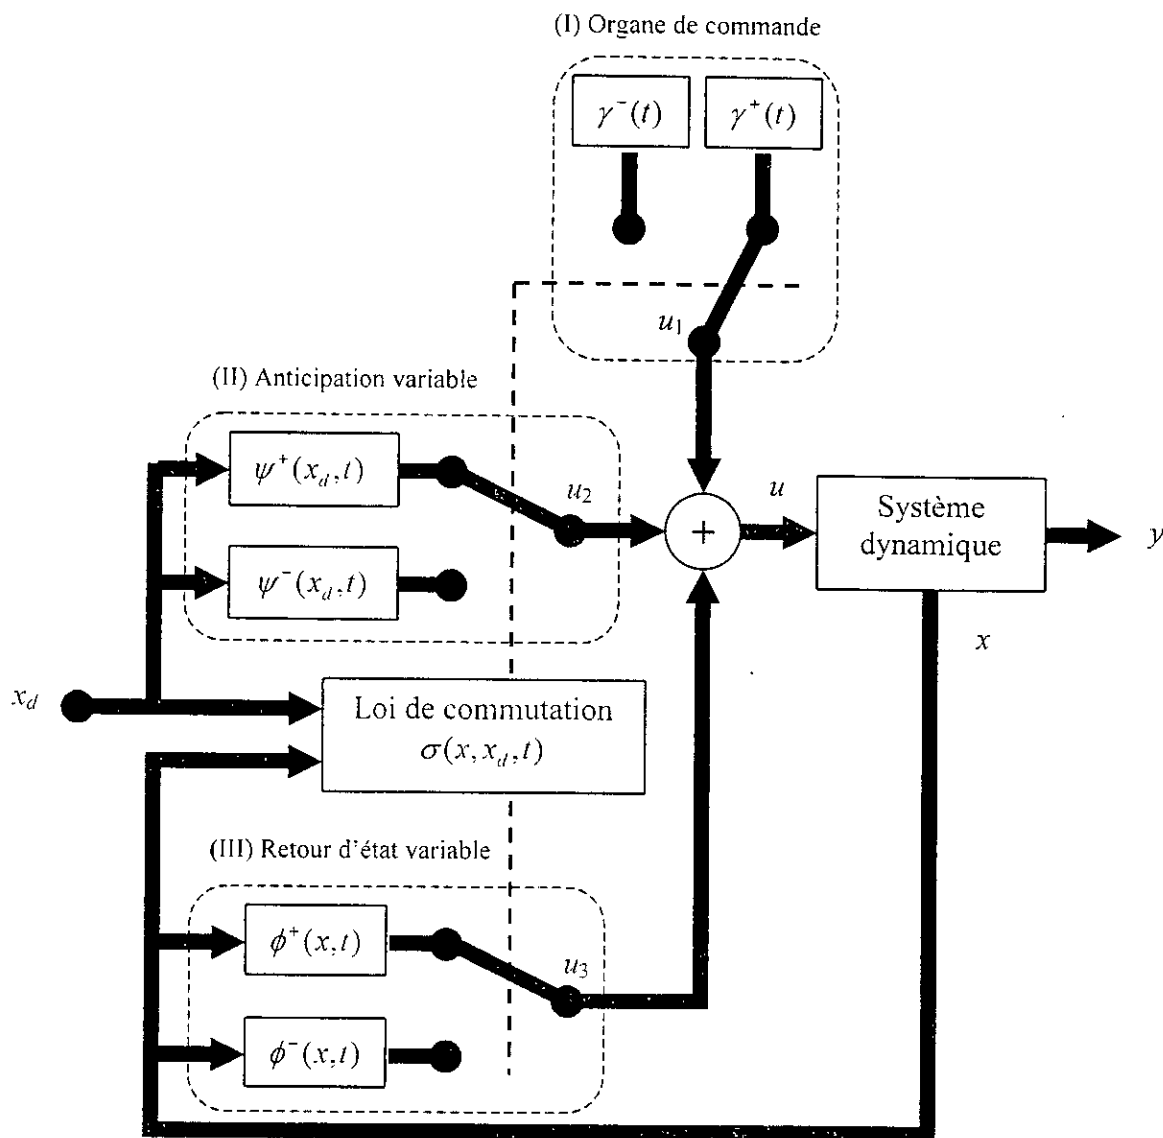 (I) Organe de commande
γ⁻(t)
γ⁺(t)
u₁
(II) Anticipation variable
ψ⁺(x_d,t)
u₂
u
Système
dynamique
+
y
ψ⁻(x_d,t)
x
x_d
Loi de commutation
σ(x,x_d,t)
(III) Retour d'état variable
ϕ⁺(x,t)
u₃
ϕ⁻(x,t)